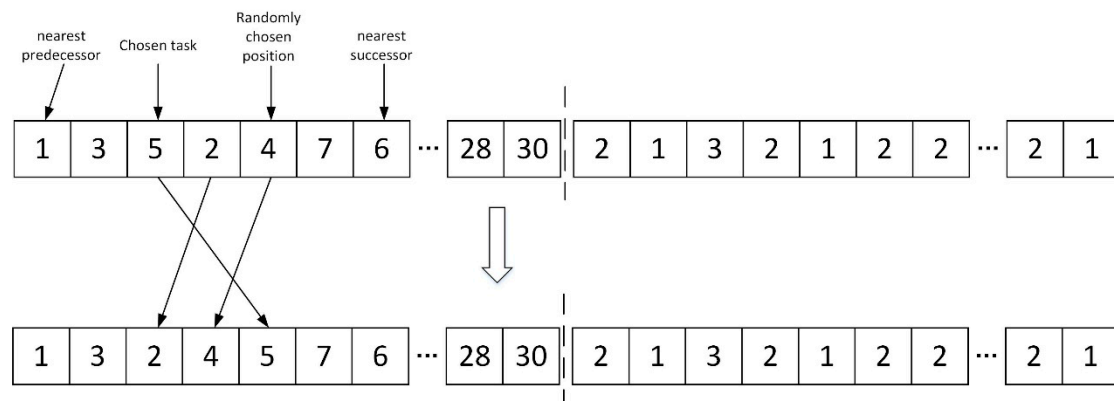 nearest
predecessor
Chosen task
Randomly
chosen
position
nearest
successor
1 3 5 2 4 7 6 ... 28 30 2 1 3 2 1 2 2 ... 2 1
1 3 2 4 5 7 6 ... 28 30 2 1 3 2 1 2 2 ... 2 1